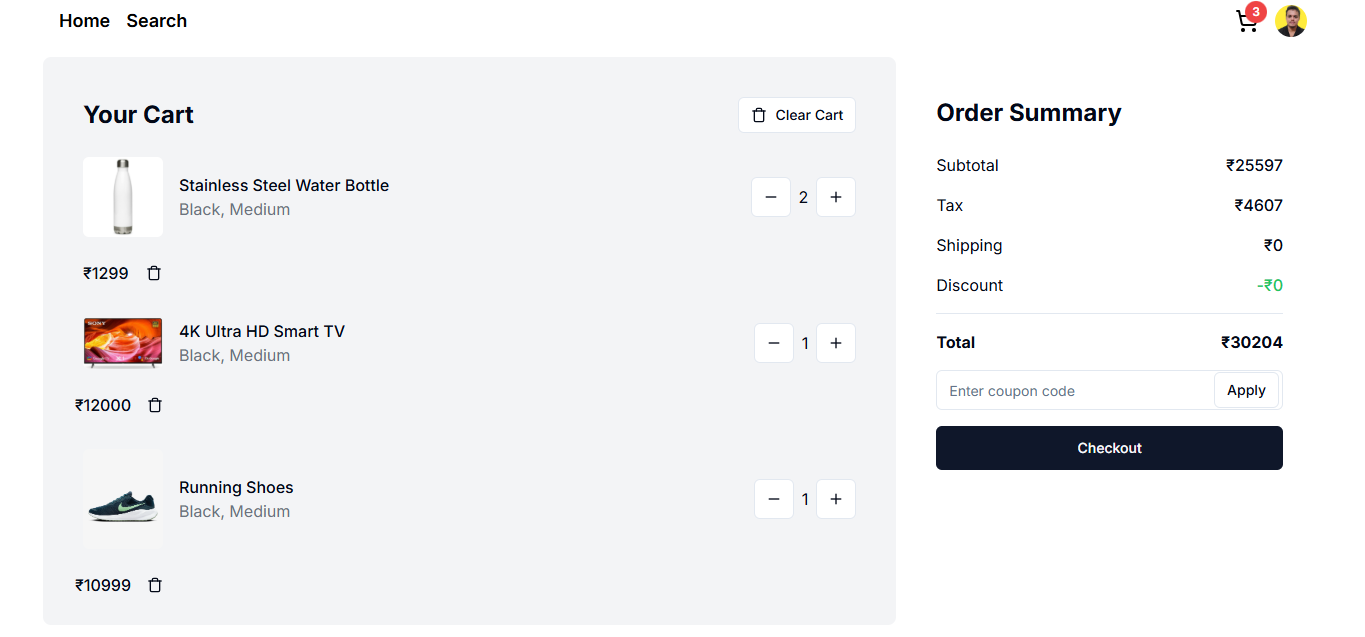 Home Search
3
Your Cart
Clear Cart
Stainless Steel Water Bottle
Black, Medium
2
₹1299
SONY
4K Ultra HD Smart TV
Black, Medium
1
₹12000
Running Shoes
Black, Medium
1
₹10999
Order Summary
Subtotal ₹25597
Tax ₹4607
Shipping ₹0
Discount -₹0
Total ₹30204
Enter coupon code Apply
Checkout